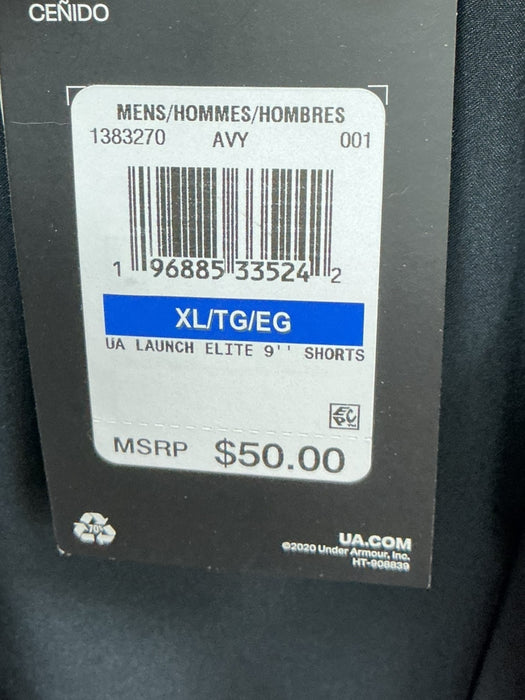 CEÑIDO
MENS/HOMMES/HOMBRES
1383270 AVY 001
1 96885 33524 2
XL/TG/EG
UA LAUNCH ELITE 9'' SHORTS
MSRP $50.00
70%
UA.COM
©2020 Under Armour, Inc.
HT-908839